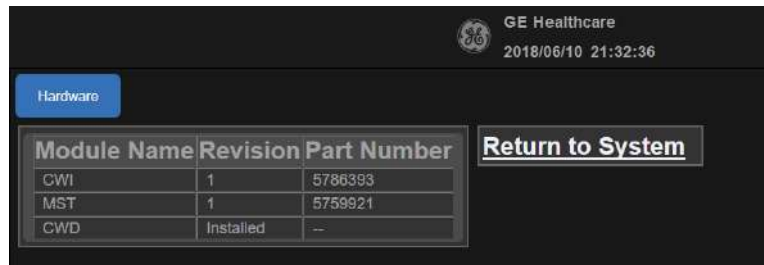 GE Healthcare
2018/06/10 21:32:36
Hardware
Module Name Revision Part Number
Return to System
CWI 1 5786393
MST 1 5759921
CWD Installed --